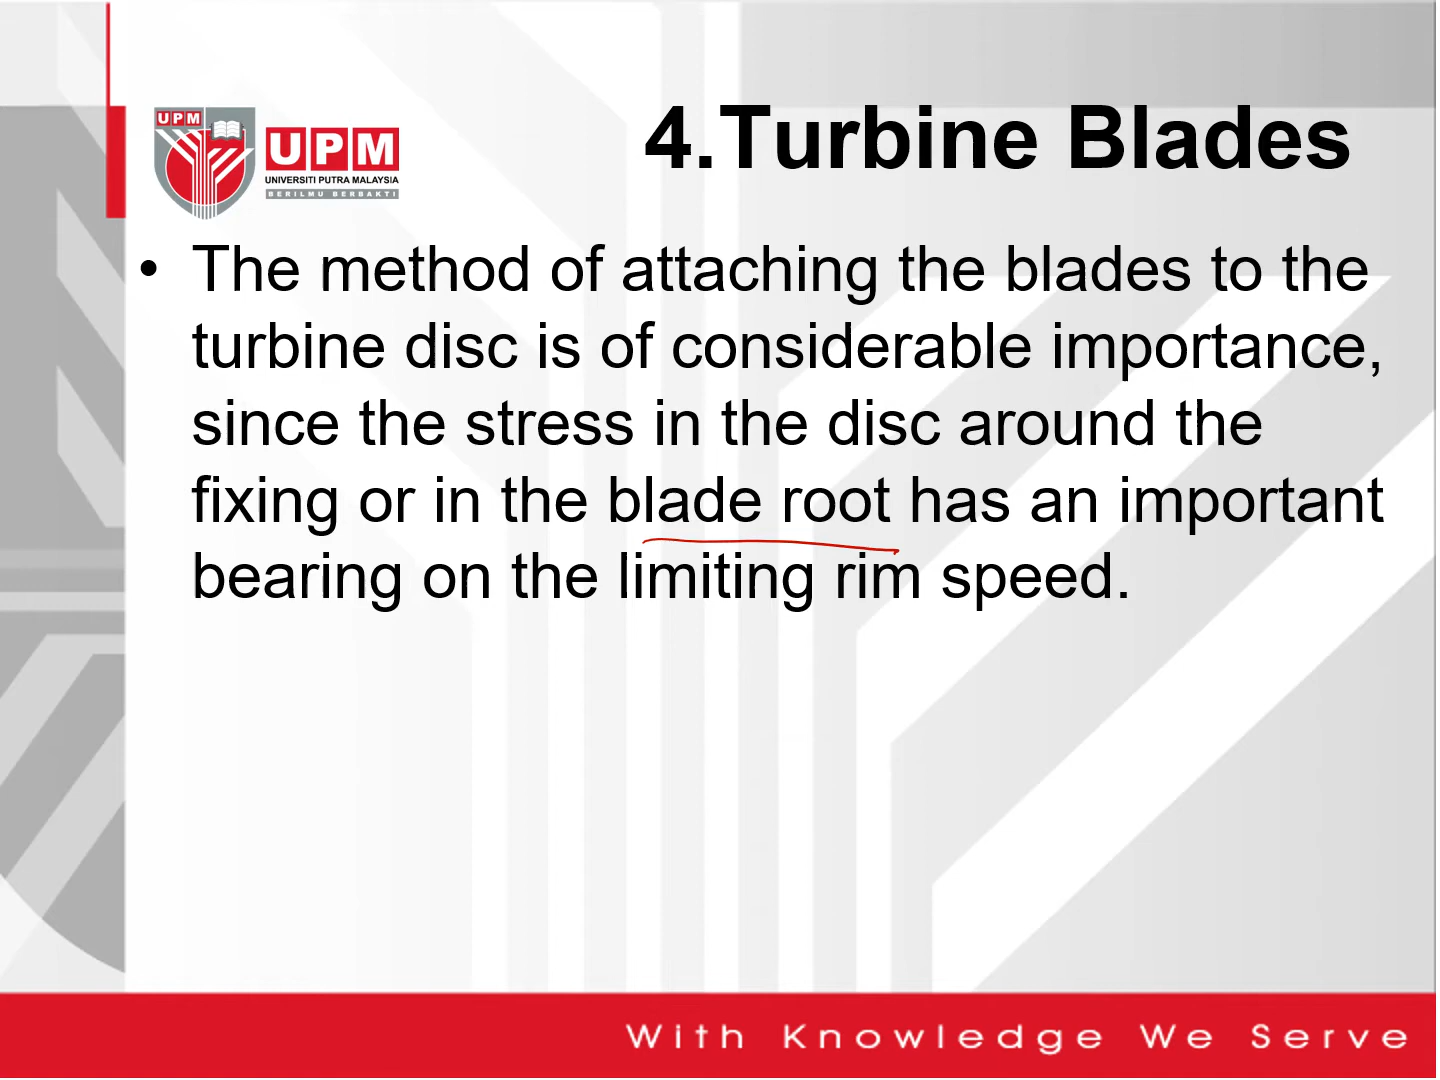 4.Turbine Blades
UPM
UPM
UNIVERSITI PUTRA MALAYSIA
BERILMU BERBAKTI
• The method of attaching the blades to the
turbine disc is of considerable importance,
since the stress in the disc around the
fixing or in the blade root has an important
bearing on the limiting rim speed.
With Knowledge We Serve